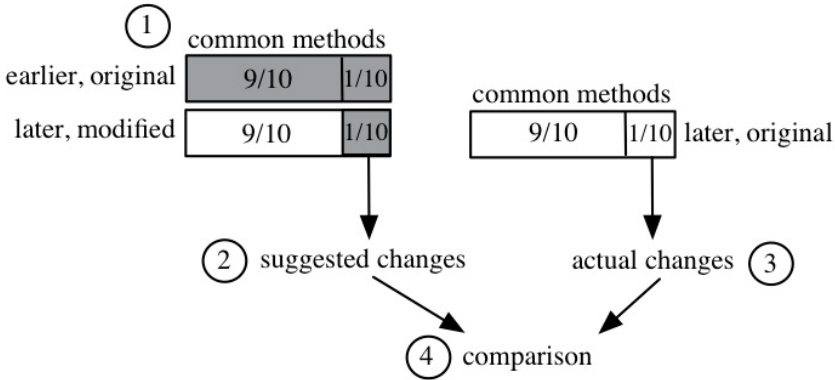 1
common methods
earlier, original 9/10 1/10
later, modified 9/10 1/10
common methods
9/10 1/10 later, original
2 suggested changes
actual changes 3
4 comparison